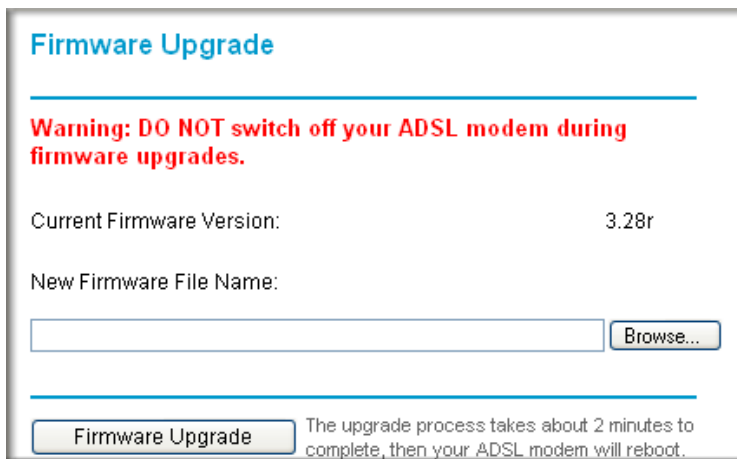 Firmware Upgrade
Warning: DO NOT switch off your ADSL modem during
firmware upgrades.
Current Firmware Version: 3.28r
New Firmware File Name:
Browse...
Firmware Upgrade
The upgrade process takes about 2 minutes to
complete, then your ADSL modem will reboot.